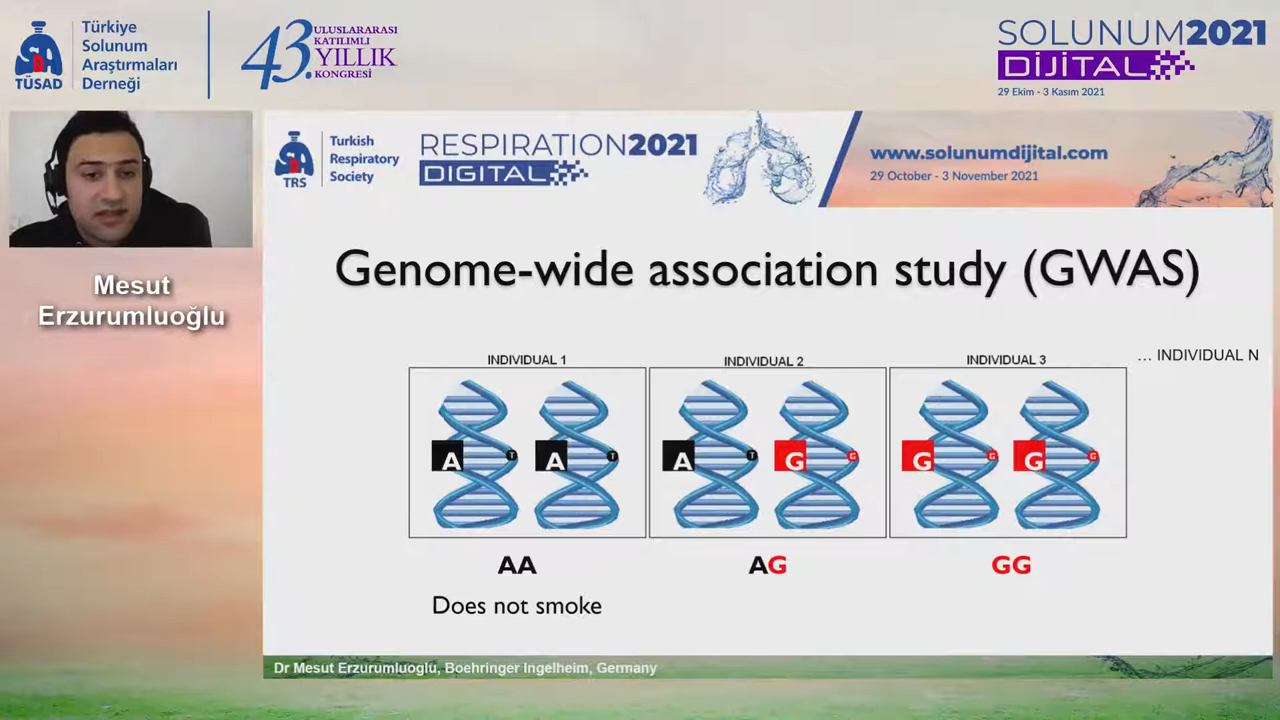 Türkiye
Solunum
Araştırmaları
Derneği
TÜSAD
43.
ULUSLARARASI
KATILIMLI
YILLIK
KONGRESİ
SOLUNUM2021
DİJİTAL
29 Ekim - 3 Kasım 2021
Turkish
Respiratory
Society
TRS
RESPIRATION2021
DIGITAL
www.solunumdijital.com
29 October - 3 November 2021
Mesut
Erzurumluoğlu
Genome-wide association study (GWAS)
INDIVIDUAL 1
INDIVIDUAL 2
INDIVIDUAL 3
... INDIVIDUAL N
A T A T
A T G G
G G G G
AA
AG
GG
Does not smoke
Dr Mesut Erzurumluoglu, Boehringer Ingelheim, Germany